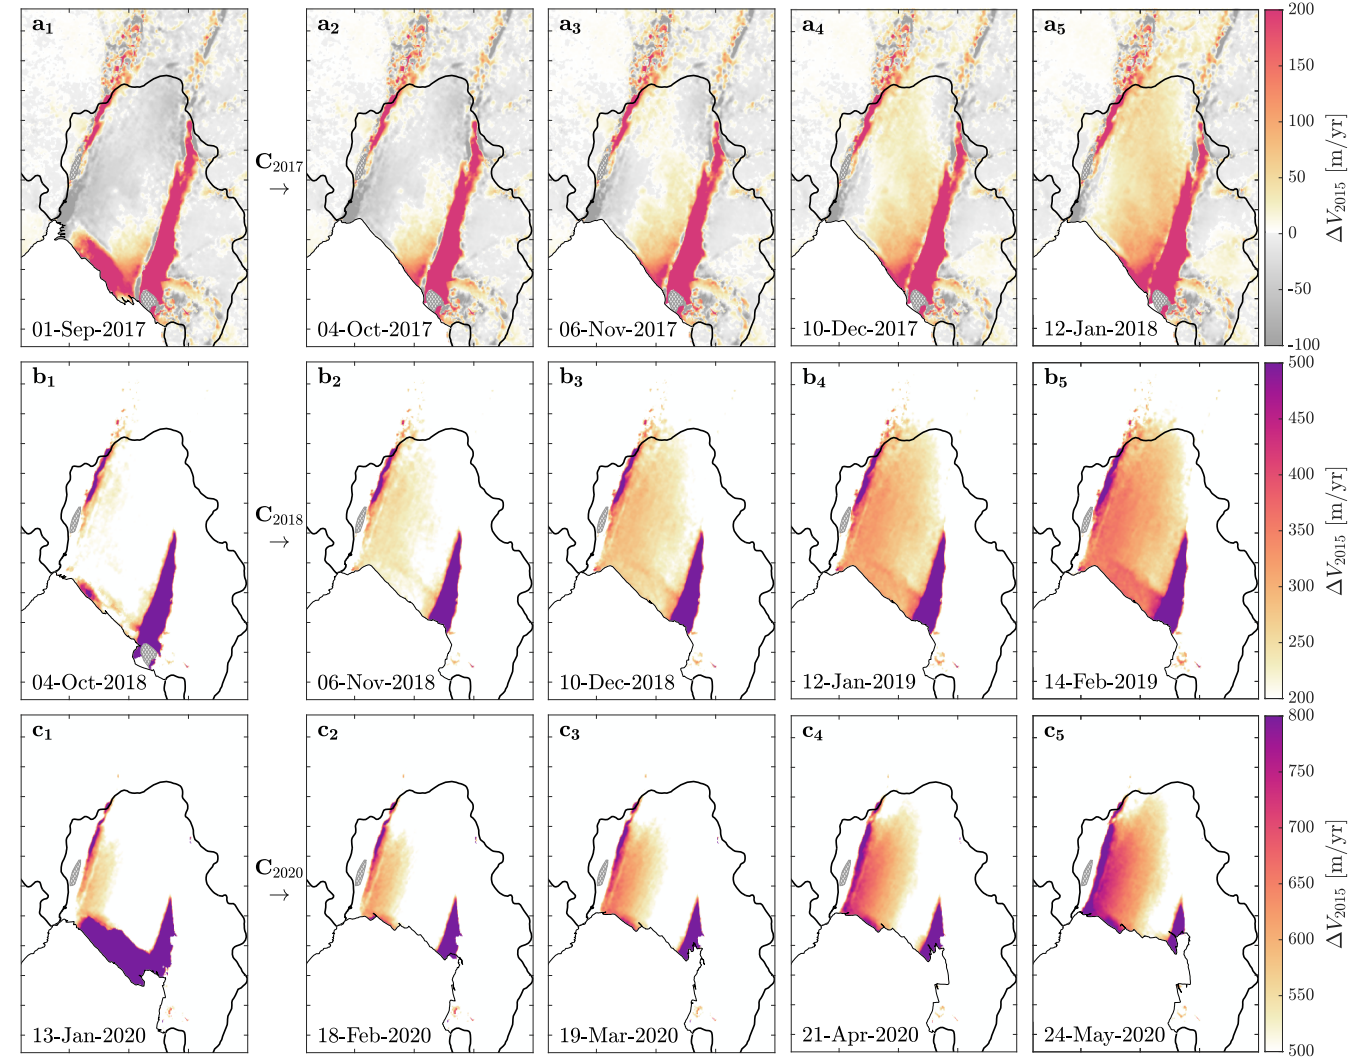 a1
a2
a3
a4
a5
C2017
→
01-Sep-2017
04-Oct-2017
06-Nov-2017
10-Dec-2017
12-Jan-2018
200
150
100
50
0
-50
-100
ΔV2015 [m/yr]
b1
b2
b3
b4
b5
C2018
→
04-Oct-2018
06-Nov-2018
10-Dec-2018
12-Jan-2019
14-Feb-2019
500
450
400
350
300
250
200
ΔV2015 [m/yr]
c1
c2
c3
c4
c5
C2020
→
13-Jan-2020
18-Feb-2020
19-Mar-2020
21-Apr-2020
24-May-2020
800
750
700
650
600
550
500
ΔV2015 [m/yr]